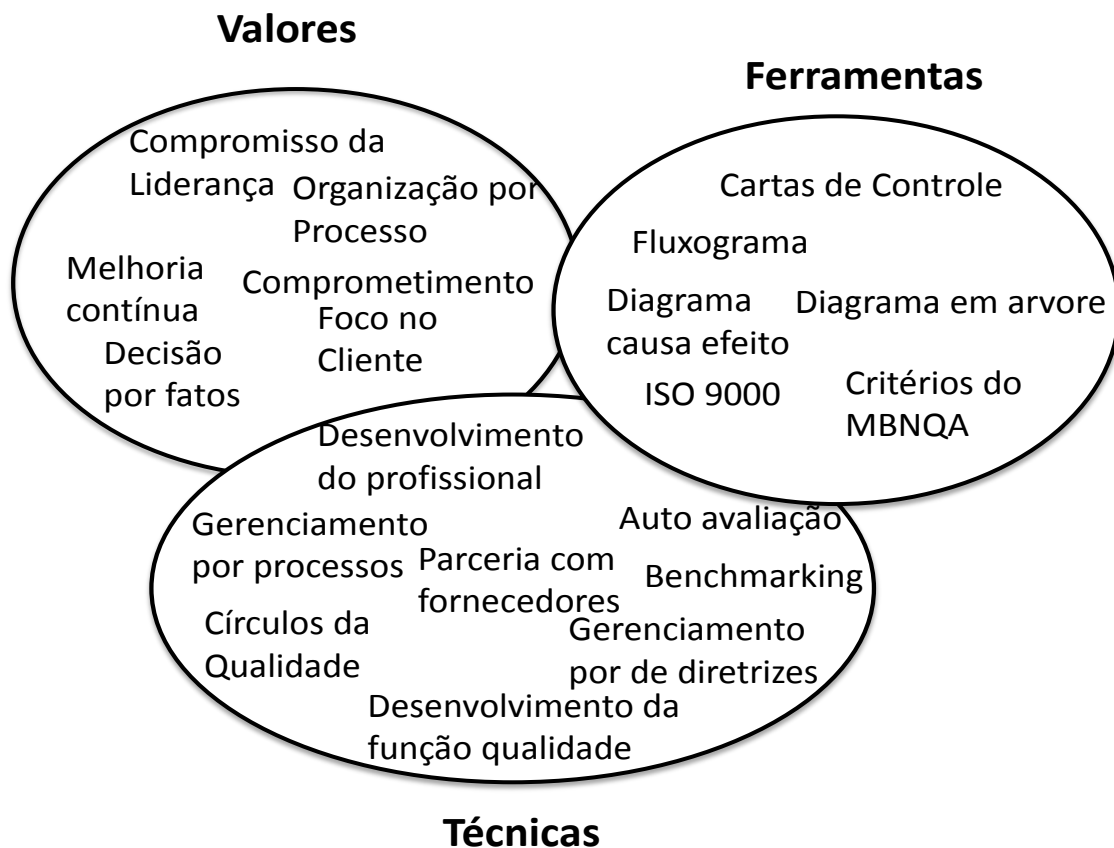 Valores
Compromisso da
Liderança
Organização por
Processo
Melhoria
contínua
Comprometimento
Foco no
Cliente
Decisão
por fatos
Ferramentas
Cartas de Controle
Fluxograma
Diagrama
causa efeito
Diagrama em arvore
ISO 9000
Critérios do
MBNQA
Desenvolvimento
do profissional
Gerenciamento
por processos
Parceria com
fornecedores
Auto avaliação
Benchmarking
Círculos da
Qualidade
Gerenciamento
por de diretrizes
Desenvolvimento da
função qualidade
Técnicas